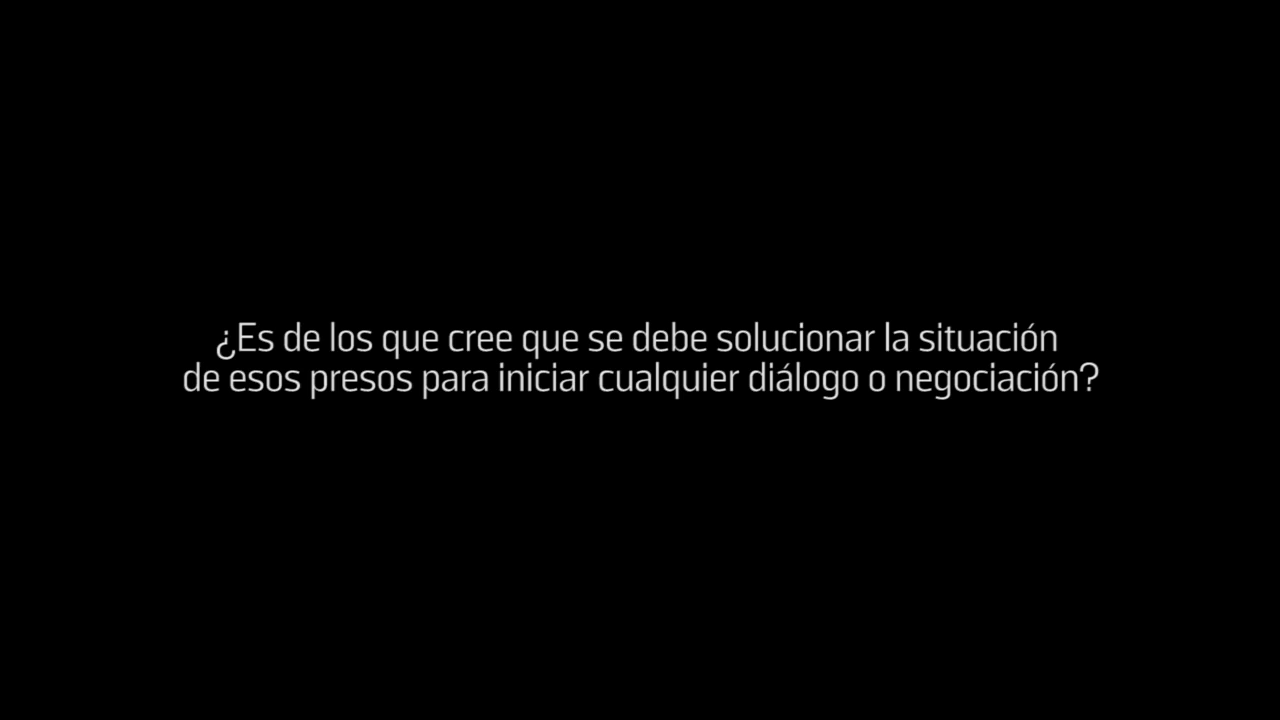 ¿Es de los que cree que se debe solucionar la situación
de esos presos para iniciar cualquier diálogo o negociación?